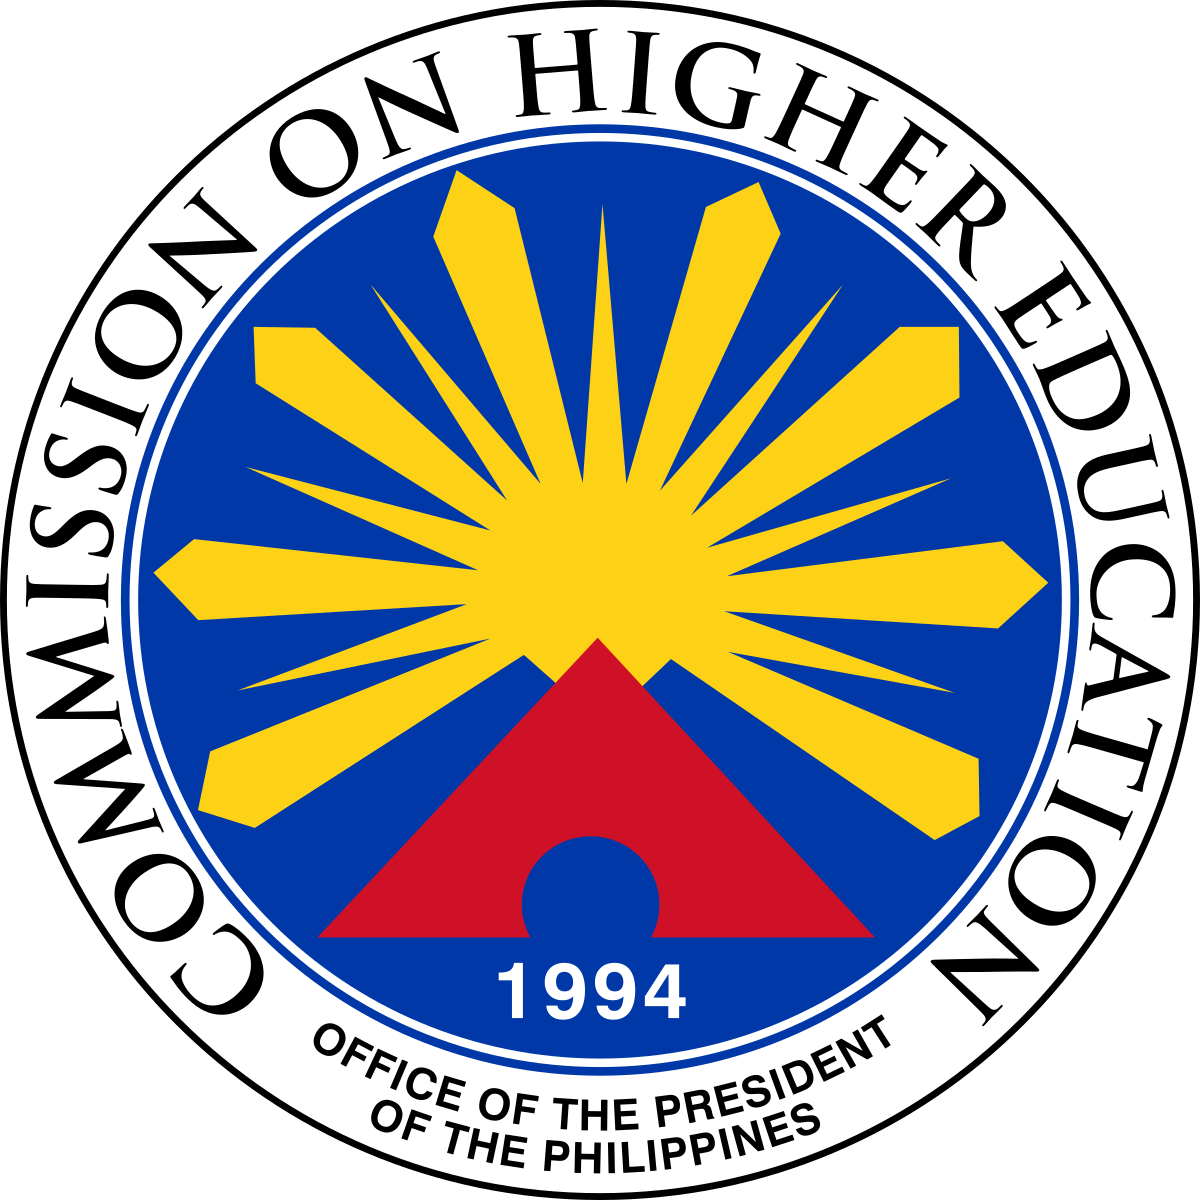 COMMISSION ON HIGHER EDUCATION
1994
OFFICE OF THE PRESIDENT
OF THE PHILIPPINES